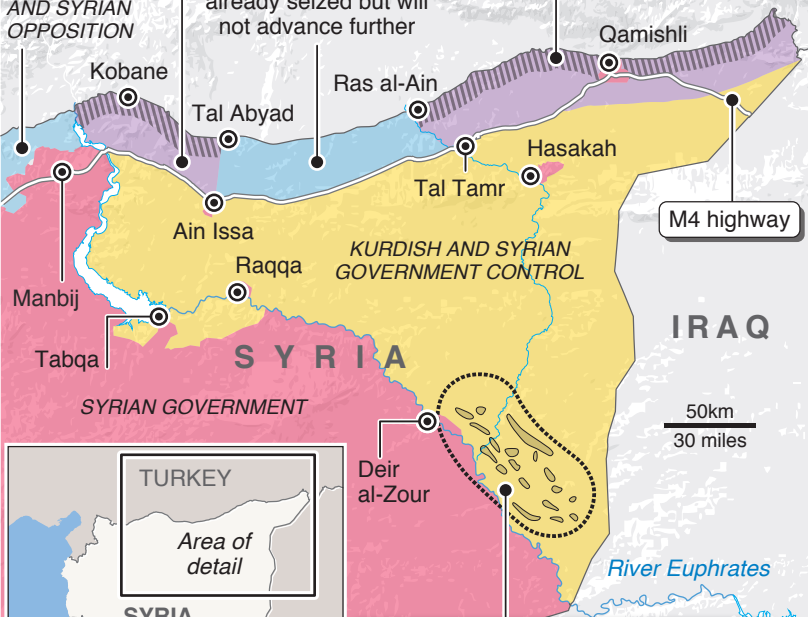 AND SYRIAN
OPPOSITION
already seized but will
not advance further
Qamishli
Kobane
Ras al-Ain
Tal Abyad
Hasakah
Tal Tamr
M4 highway
Ain Issa
KURDISH AND SYRIAN
GOVERNMENT CONTROL
Raqqa
Manbij
IRAQ
Tabqa
SYRIA
SYRIAN GOVERNMENT
50km
30 miles
Deir
al-Zour
TURKEY
Area of
detail
River Euphrates
SYRIA